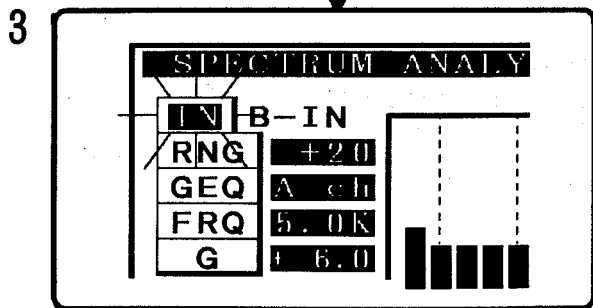 3
SPECTRUM ANALY
IN B-IN
RNG +20
GEQ A ch
FRQ 5.0K
G + 6.0